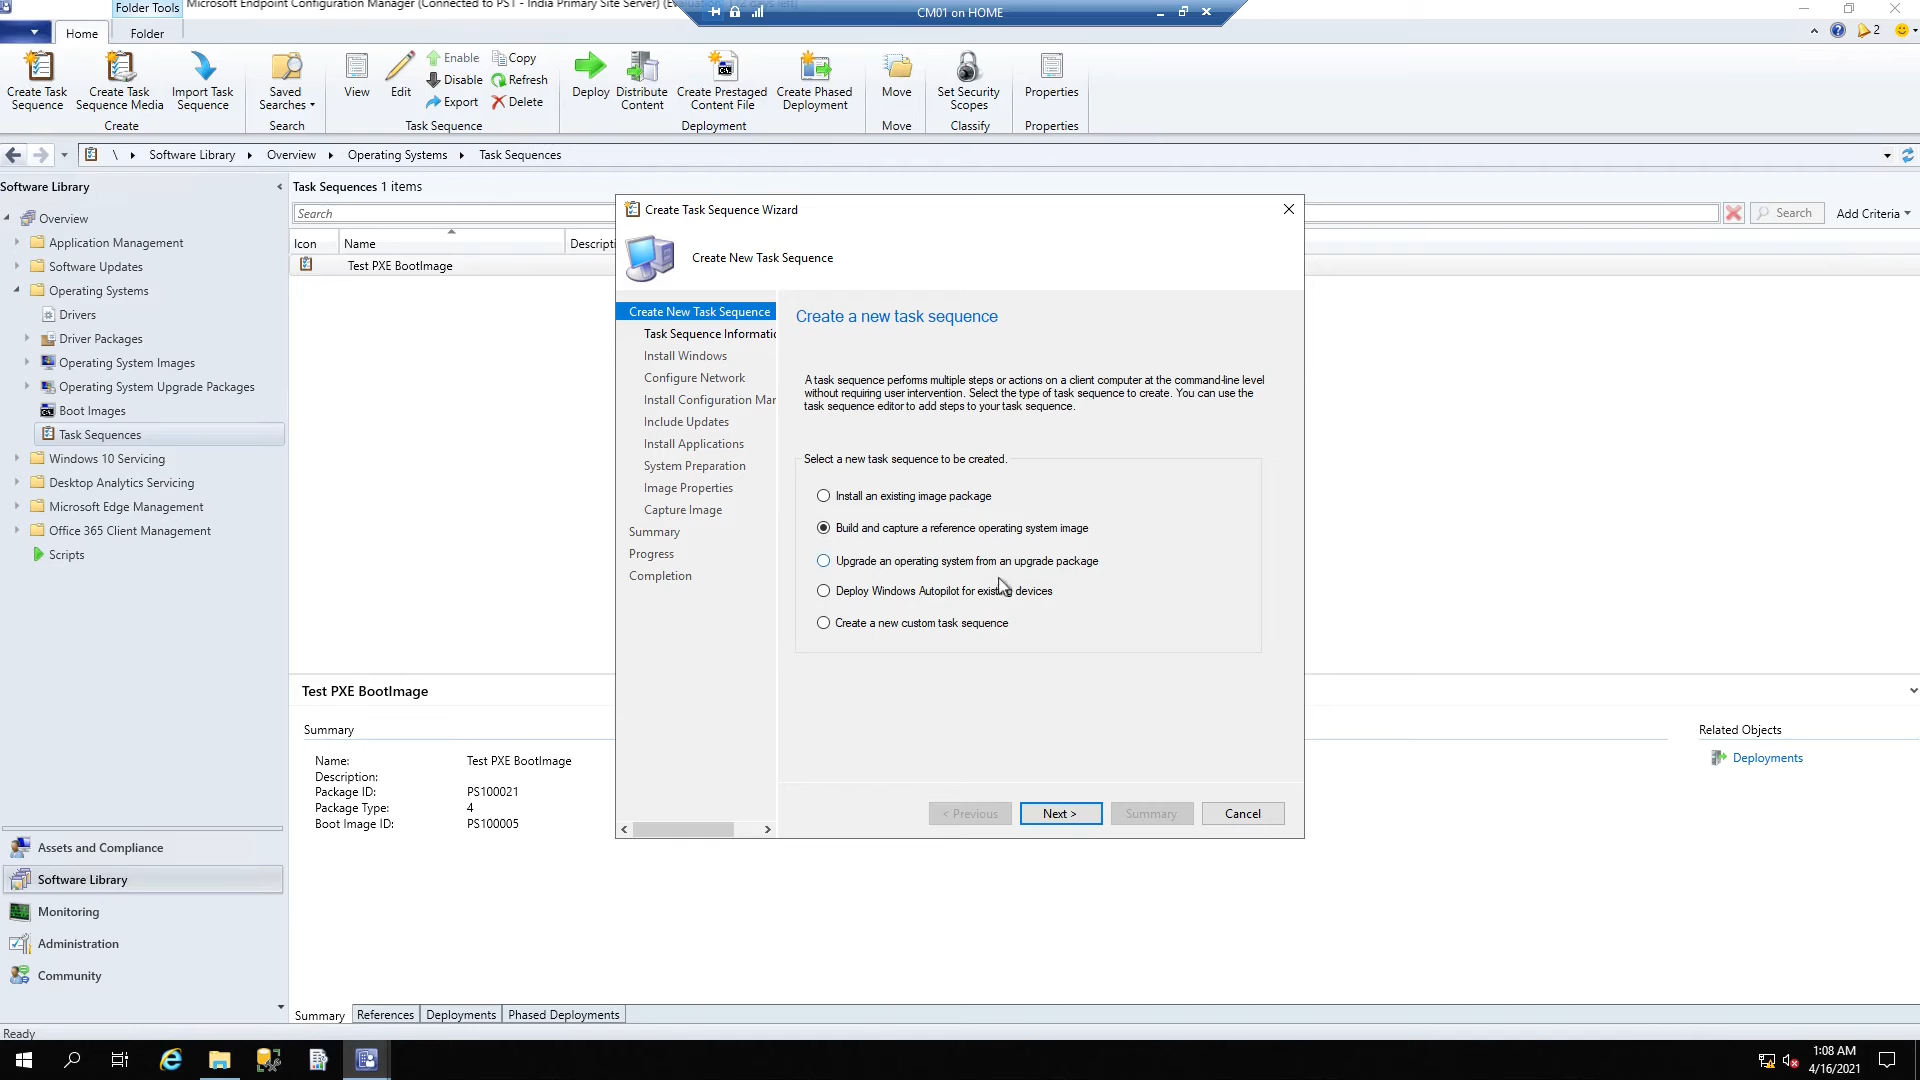 Folder Tools
Microsoft Endpoint Configuration Manager (Connected to PS1 - India Primary Site Server)
CM01 on HOME
Home
Folder
2
Create Task
Sequence
Create Task
Sequence Media
Import Task
Sequence
Create
Saved
Searches
Search
View
Edit
Enable
Disable
Export
Copy
Refresh
Delete
Task Sequence
Deploy
Distribute
Content
Create Prestaged
Content File
Create Phased
Deployment
Deployment
Move
Move
Set Security
Scopes
Classify
Properties
Properties
\ Software Library Overview Operating Systems Task Sequences
Software Library
Overview
Application Management
Software Updates
Operating Systems
Drivers
Driver Packages
Operating System Images
Operating System Upgrade Packages
Boot Images
Task Sequences
Windows 10 Servicing
Desktop Analytics Servicing
Microsoft Edge Management
Office 365 Client Management
Scripts
Assets and Compliance
Software Library
Monitoring
Administration
Community
Task Sequences 1 items
Search
Search
Add Criteria
Icon Name Descripti
Test PXE BootImage
Create Task Sequence Wizard
Create New Task Sequence
Create New Task Sequence
Task Sequence Informatic
Install Windows
Configure Network
Install Configuration Mar
Include Updates
Install Applications
System Preparation
Image Properties
Capture Image
Summary
Progress
Completion
Create a new task sequence
A task sequence performs multiple steps or actions on a client computer at the command-line level
without requiring user intervention. Select the type of task sequence to create. You can use the
task sequence editor to add steps to your task sequence.
Select a new task sequence to be created.
Install an existing image package
Build and capture a reference operating system image
Upgrade an operating system from an upgrade package
Deploy Windows Autopilot for existing devices
Create a new custom task sequence
< Previous
Next >
Summary
Cancel
Test PXE BootImage
Summary
Name: Test PXE BootImage
Description:
Package ID: PS100021
Package Type: 4
Boot Image ID: PS100005
Related Objects
Deployments
Summary References Deployments Phased Deployments
Ready
1:08 AM
4/16/2021